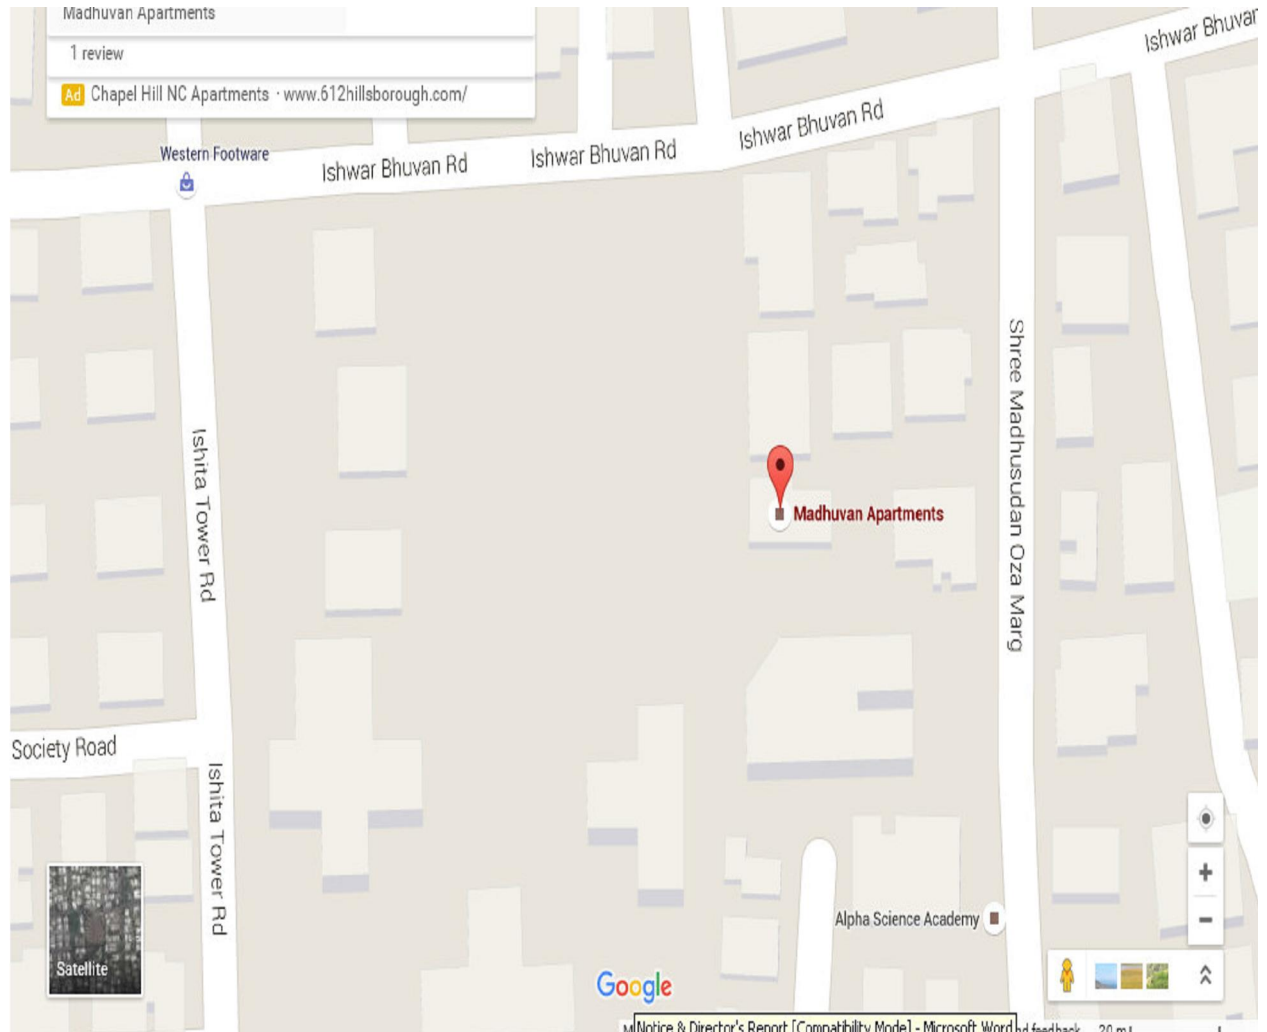 Madhuvan Apartments
1 review
Ad Chapel Hill NC Apartments · www.612hillsborough.com/
Ishwar Bhuvan
Ishwar Bhuvan Rd
Ishwar Bhuvan Rd
Ishwar Bhuvan Rd
Western Footware
Shree Madhusudan Oza Marg
Ishita Tower Rd
Madhuvan Apartments
Society Road
Ishita Tower Rd
Alpha Science Academy
Satellite
Google
Notice & Director's Report [Compatibility Mode] - Microsoft Word
feedback 20 m